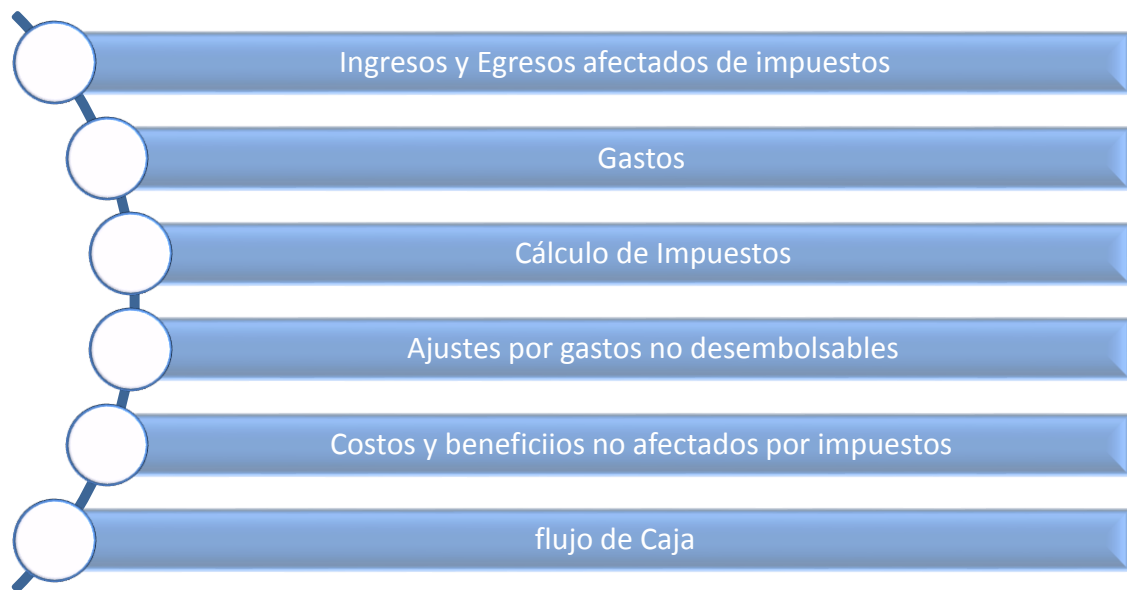 Ingresos y Egresos afectados de impuestos
Gastos
Cálculo de Impuestos
Ajustes por gastos no desembolsables
Costos y beneficiios no afectados por impuestos
flujo de Caja